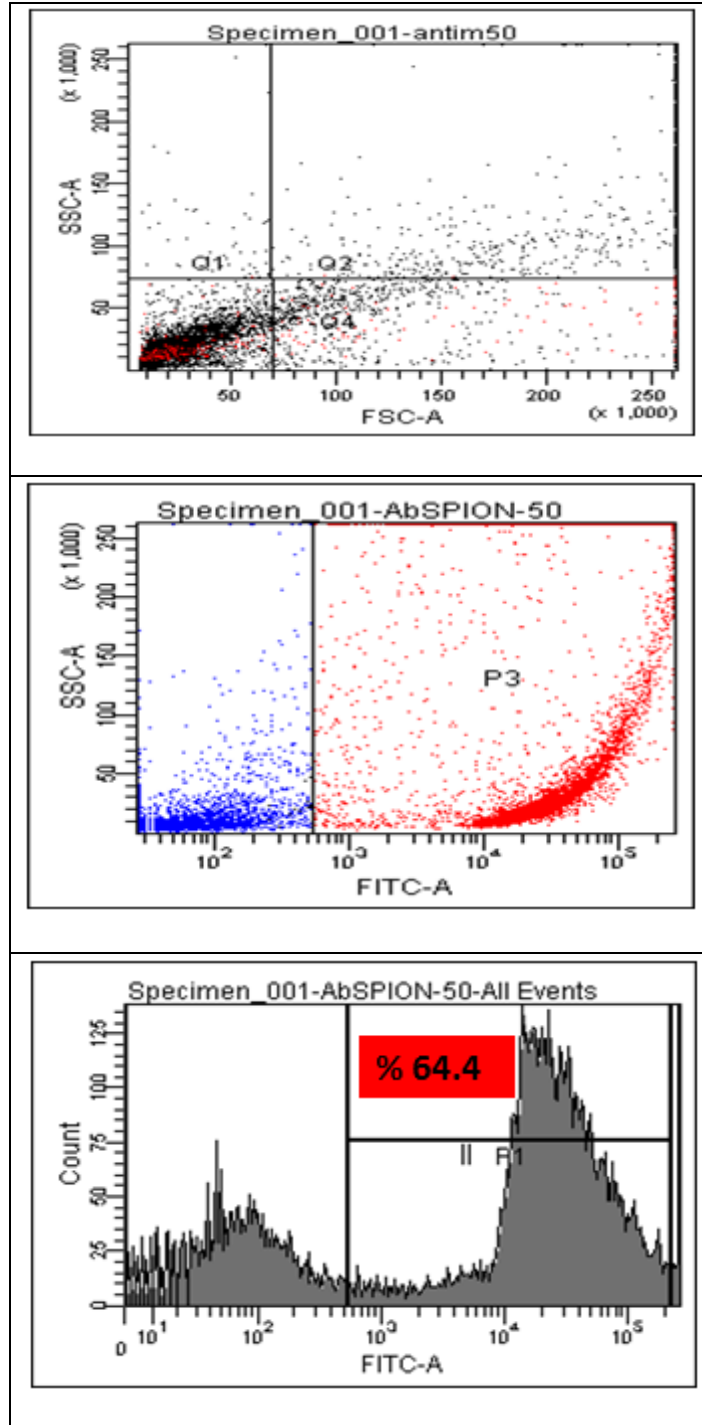 Specimen_001-antim50
(x 1,000)
250
200
150
100
50
SSC-A
Q1
Q2
Q4
50
100
150
200
250
FSC-A
(x 1,000)
Specimen_001-AbSPION-50
(x 1,000)
250
200
150
100
50
SSC-A
P3
10²
10³
10⁴
10⁵
FITC-A
Specimen_001-AbSPION-50-All Events
125
100
75
50
25
0
Count
% 64.4
0
10¹
10²
10³
10⁴
10⁵
FITC-A